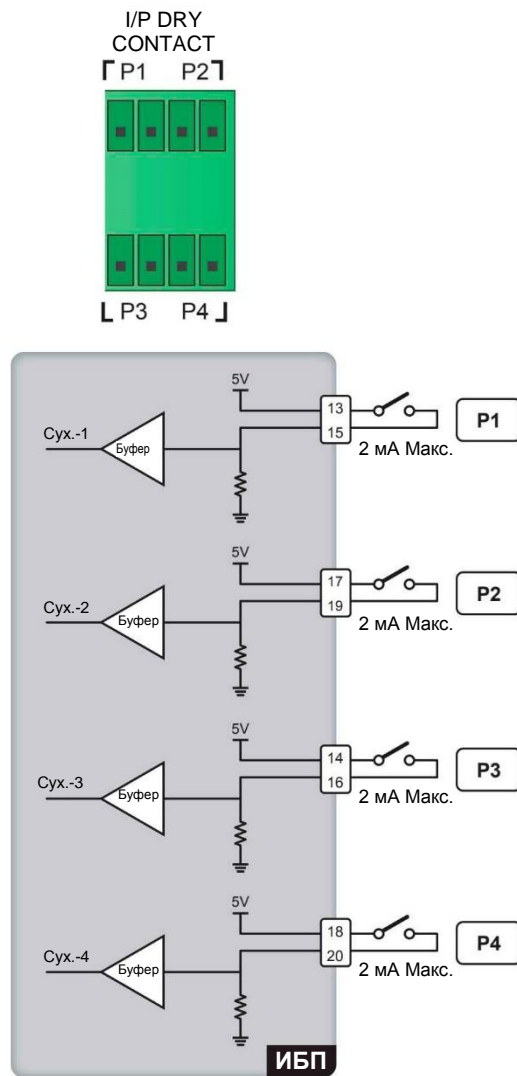 I/P DRY
CONTACT
P1 P2
P3 P4
5V
13
Сух.-1
Буфер
15
P1
2 мА Макс.
5V
17
Сух.-2
Буфер
19
P2
2 мА Макс.
5V
14
Сух.-3
Буфер
16
P3
2 мА Макс.
5V
18
Сух.-4
Буфер
20
P4
2 мА Макс.
ИБП